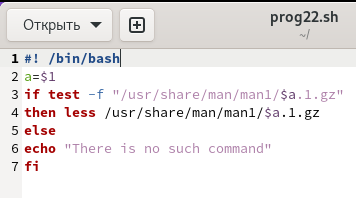 Открыть
prog22.sh
~/
1 #! /bin/bash
2 a=$1
3 if test -f "/usr/share/man/man1/$a.1.gz"
4 then less /usr/share/man/man1/$a.1.gz
5 else
6 echo "There is no such command"
7 fi